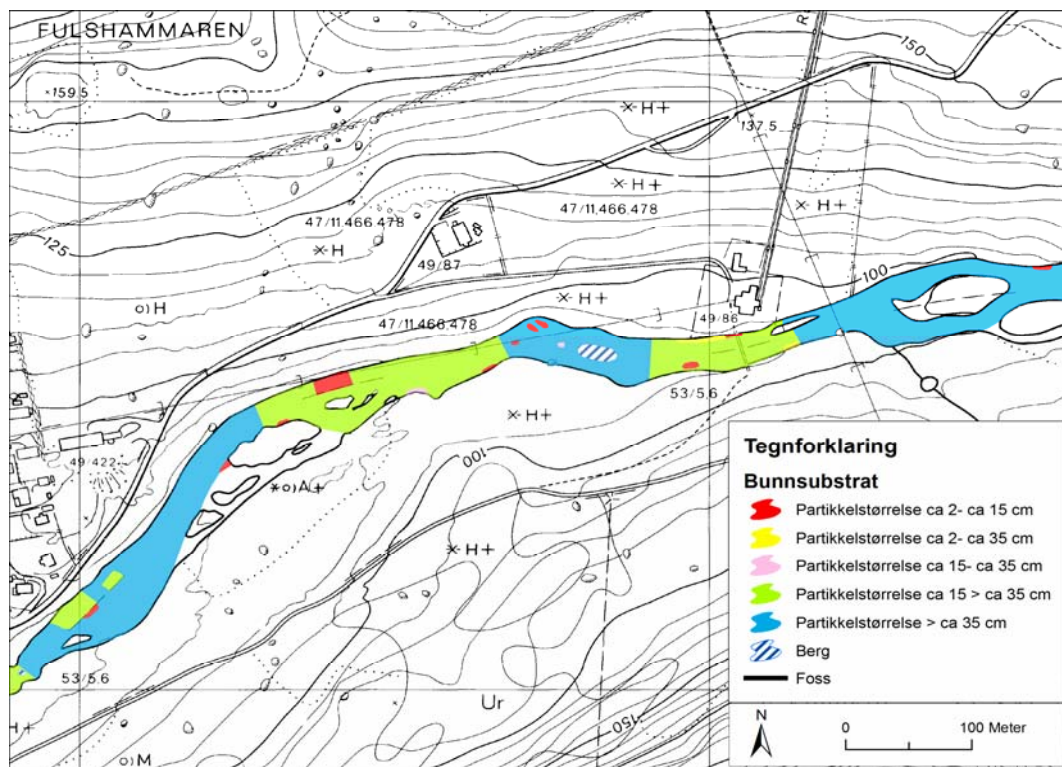 FULSHAMMAREN
R
150
159.5
H+
137.5
H+
47/11,466,478
47/11,466,478
H+
125
H
49/87
100
o)H
H+
47/11,466,478
49/86
53/5,6
H+
100
49/422
o)A+
H+
53/5,6
H+
Ur
150
o)M
Tegnforklaring
Bunnsubstrat
Partikkelstørrelse ca 2- ca 15 cm
Partikkelstørrelse ca 2- ca 35 cm
Partikkelstørrelse ca 15- ca 35 cm
Partikkelstørrelse ca 15 > ca 35 cm
Partikkelstørrelse > ca 35 cm
Berg
Foss
N
0 100 Meter